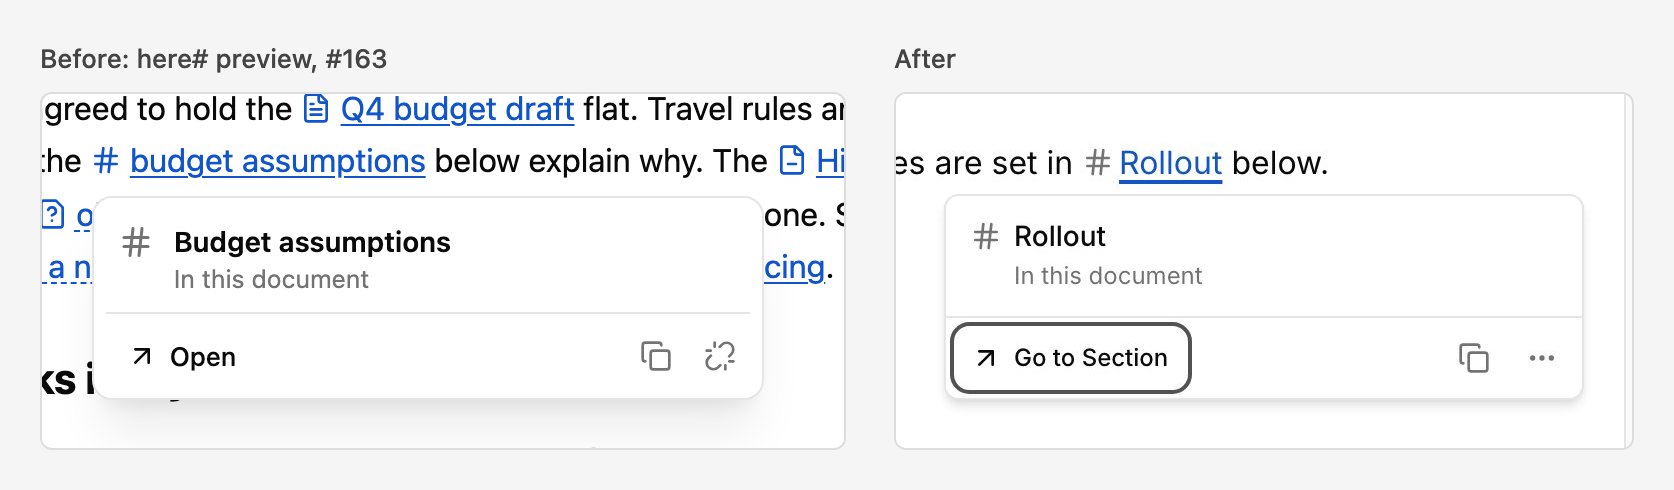 Before: here# preview, #163
greed to hold the Q4 budget draft flat. Travel rules
the # budget assumptions below explain why. The
one. S
a n
cing.
# Budget assumptions
In this document
Open
After
es are set in # Rollout below.
# Rollout
In this document
Go to Section